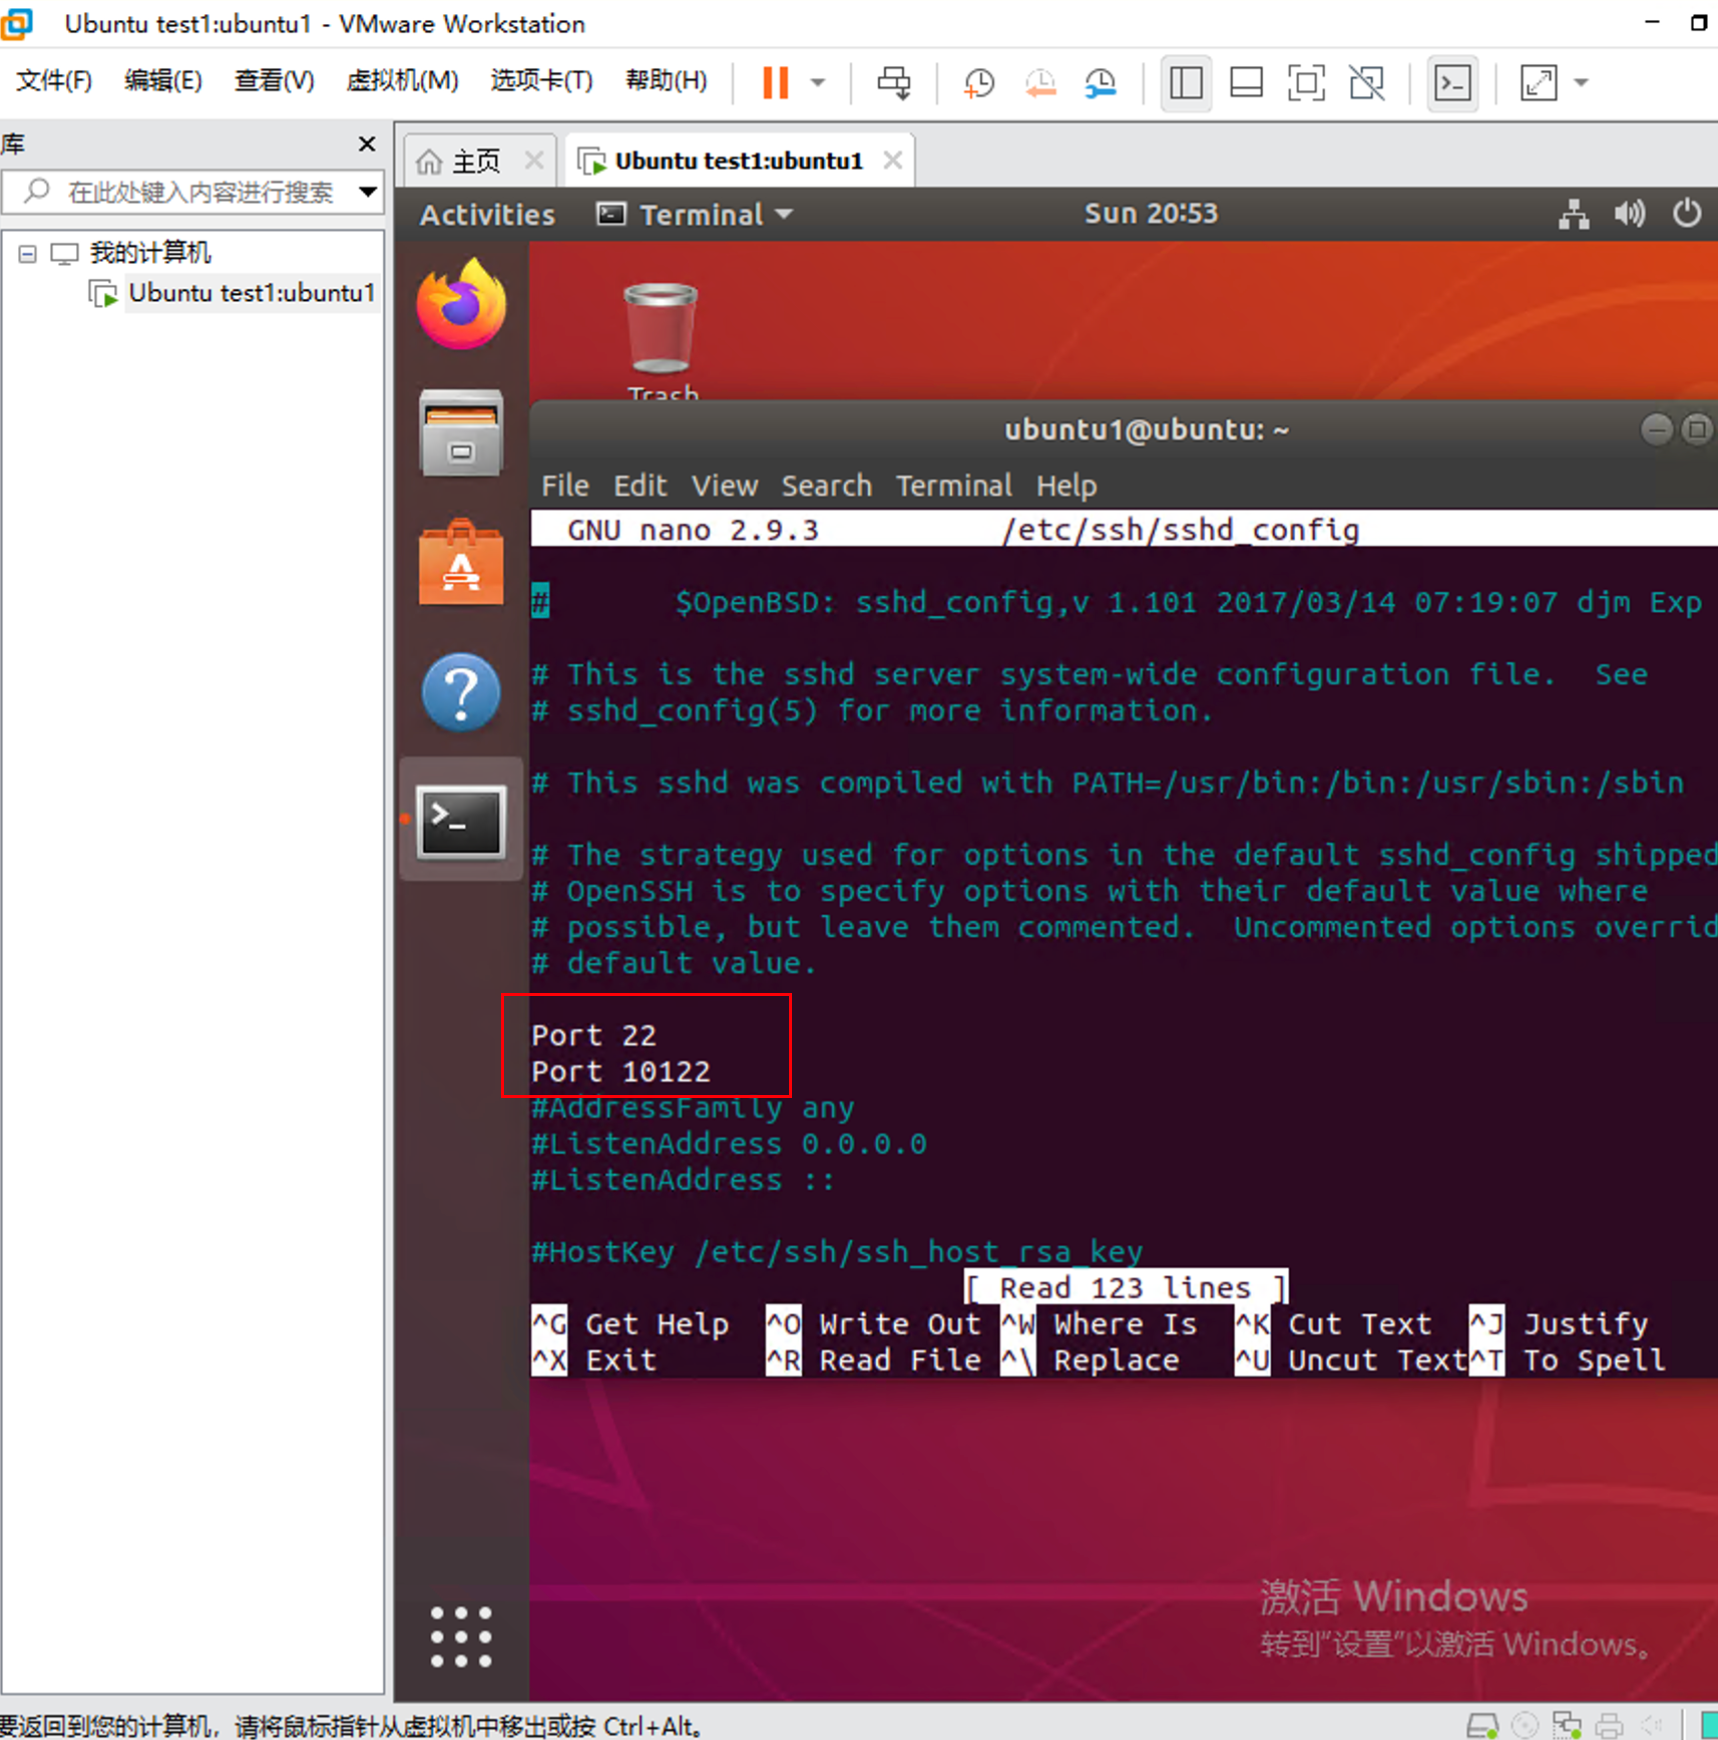 Ubuntu test1:ubuntu1 - VMware Workstation
文件(F) 编辑(E) 查看(V) 虚拟机(M) 选项卡(T) 帮助(H)
库
在此处键入内容进行搜索
我的计算机
Ubuntu test1:ubuntu1
主页
Ubuntu test1:ubuntu1
Activities Terminal Sun 20:53
Trash
ubuntu1@ubuntu: ~
File Edit View Search Terminal Help
GNU nano 2.9.3 /etc/ssh/sshd_config
# $OpenBSD: sshd_config,v 1.101 2017/03/14 07:19:07 djm Exp
# This is the sshd server system-wide configuration file. See
# sshd_config(5) for more information.
# This sshd was compiled with PATH=/usr/bin:/bin:/usr/sbin:/sbin
# The strategy used for options in the default sshd_config shipped
# OpenSSH is to specify options with their default value where
# possible, but leave them commented. Uncommented options overrid
# default value.
Port 22
Port 10122
#AddressFamily any
#ListenAddress 0.0.0.0
#ListenAddress ::
#HostKey /etc/ssh/ssh_host_rsa_key
[ Read 123 lines ]
^G Get Help ^O Write Out ^W Where Is ^K Cut Text ^J Justify
^X Exit ^R Read File ^\ Replace ^U Uncut Text ^T To Spell
激活 Windows
转到“设置”以激活 Windows。
要返回到您的计算机，请将鼠标指针从虚拟机中移出或按 Ctrl+Alt。